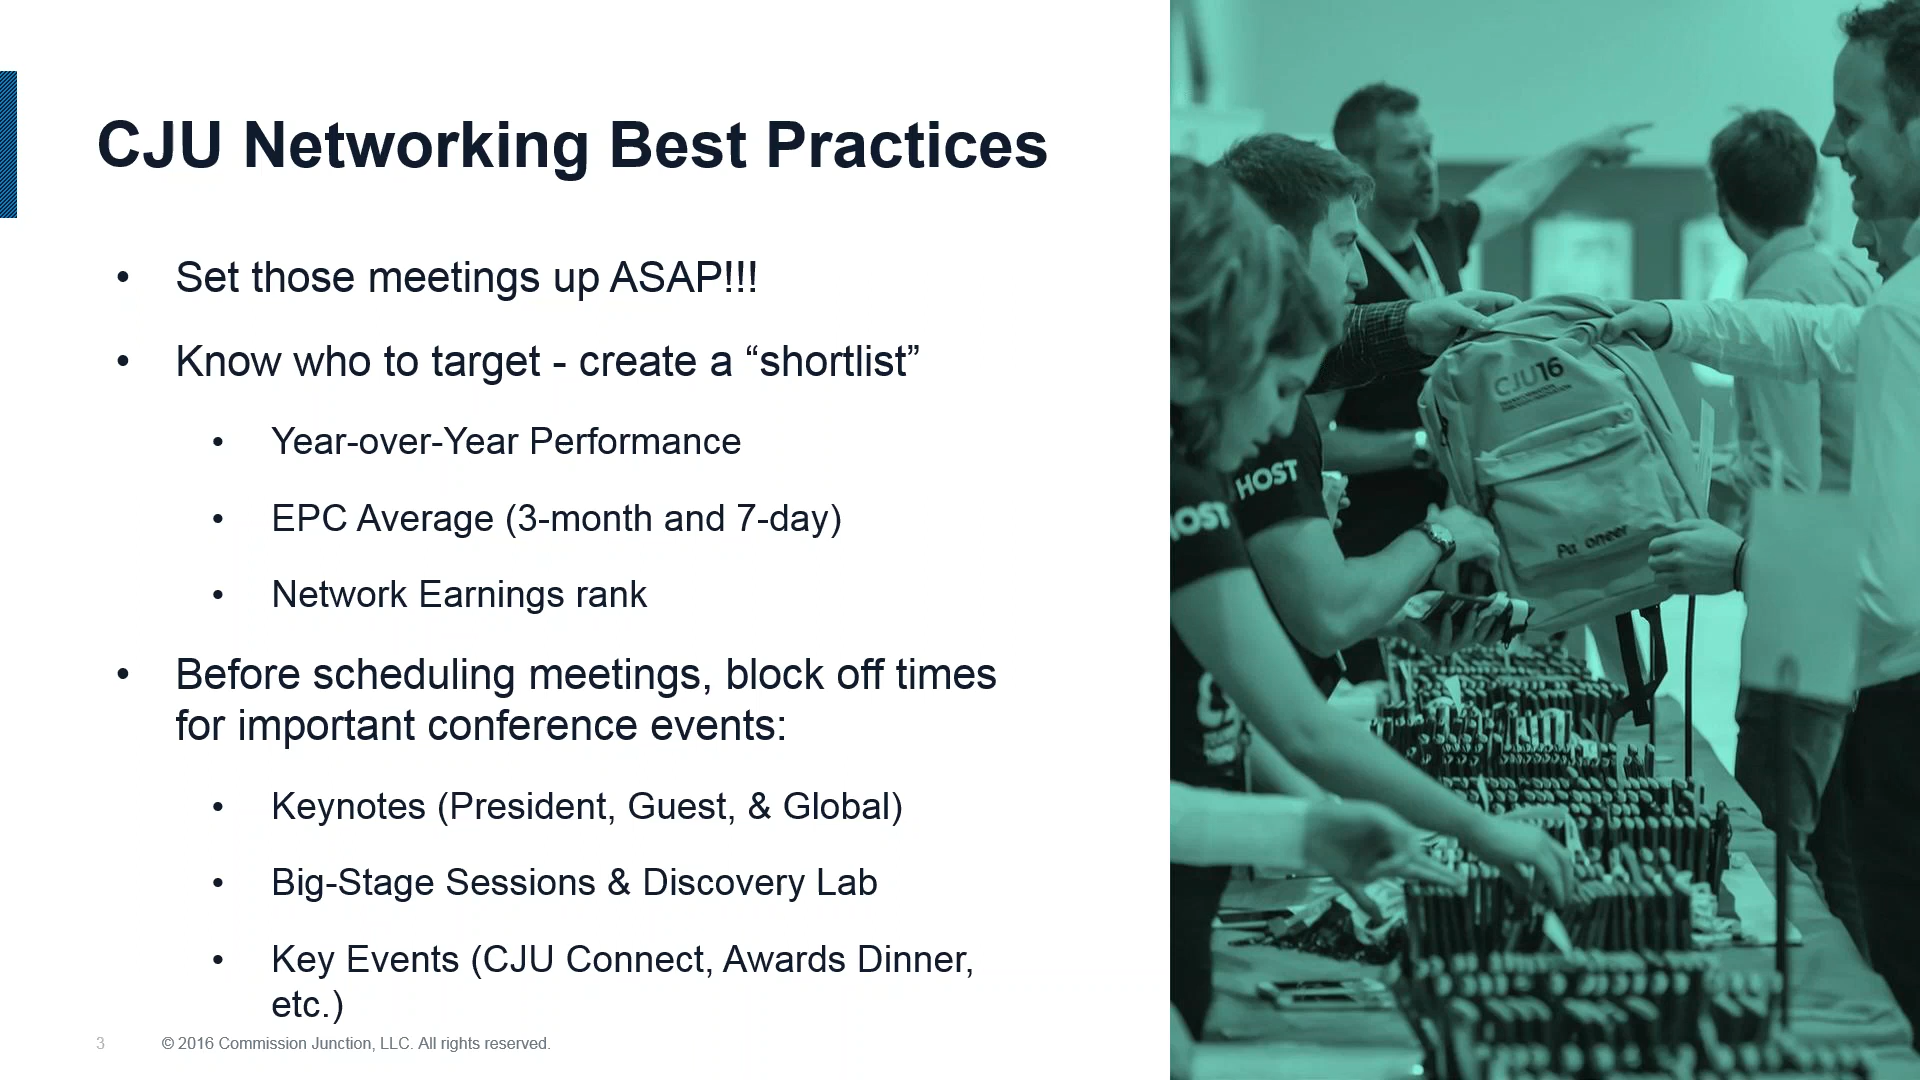 CJU Networking Best Practices
• Set those meetings up ASAP!!!
• Know who to target - create a “shortlist”
• Year-over-Year Performance
• EPC Average (3-month and 7-day)
• Network Earnings rank
• Before scheduling meetings, block off times
for important conference events:
• Keynotes (President, Guest, & Global)
• Big-Stage Sessions & Discovery Lab
• Key Events (CJU Connect, Awards Dinner,
etc.)
3 © 2016 Commission Junction, LLC. All rights reserved.
CJU16
HOST
HOST